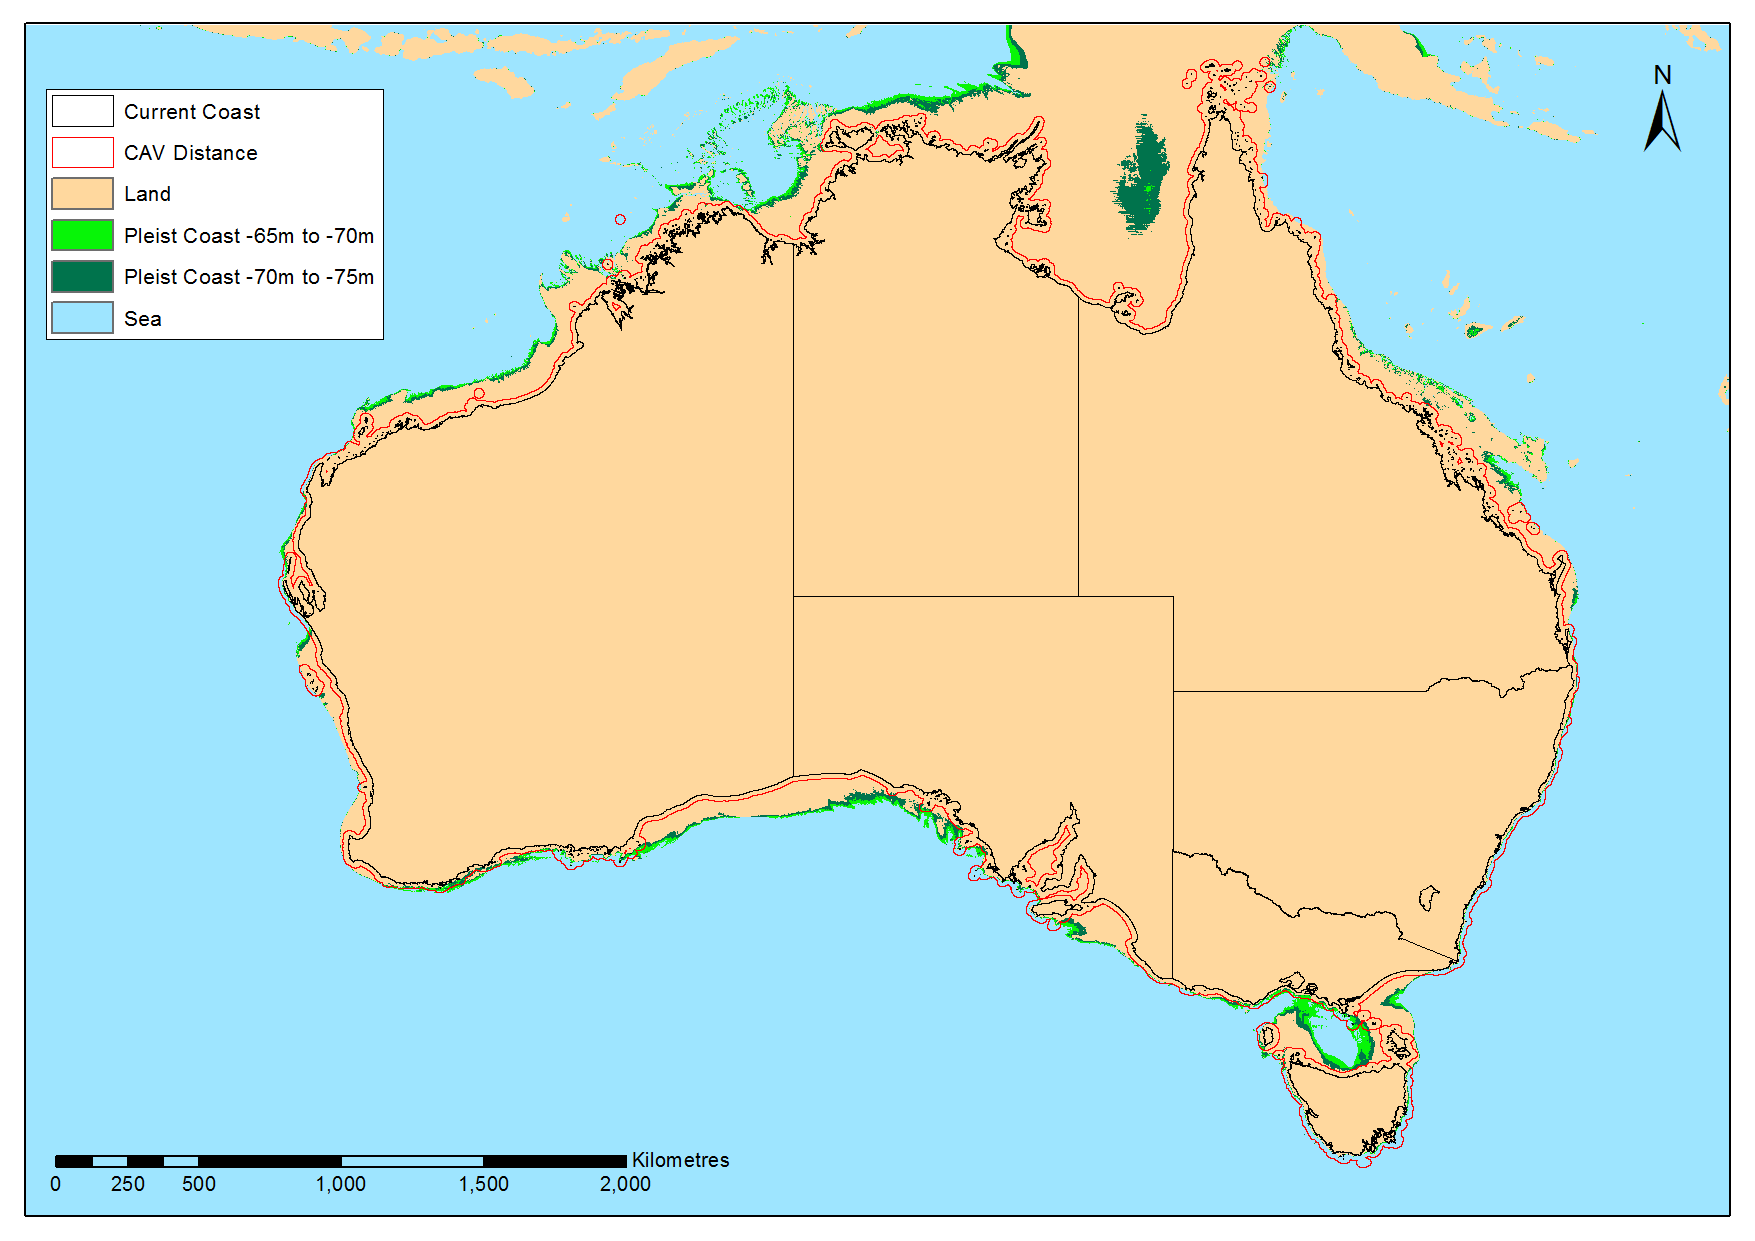 N
Current Coast
CAV Distance
Land
Pleist Coast -65m to -70m
Pleist Coast -70m to -75m
Sea
Kilometres
0 250 500 1,000 1,500 2,000